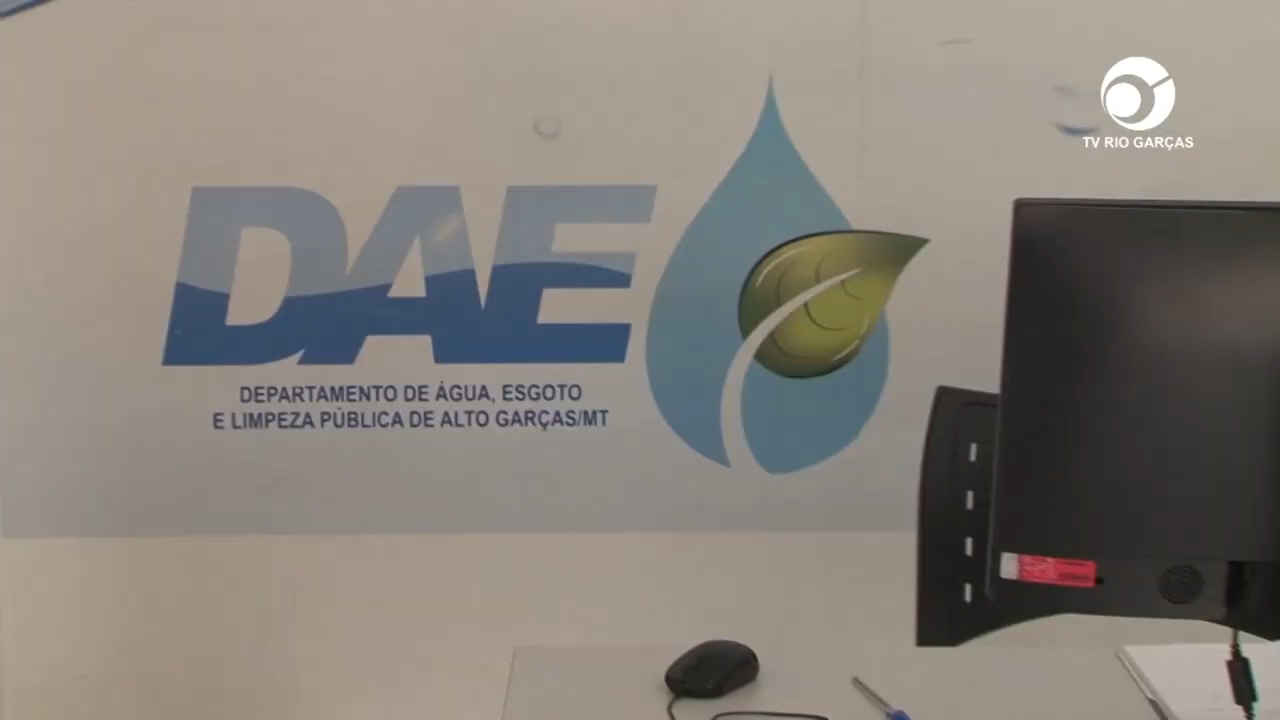 TV RIO GARÇAS
DAE
DEPARTAMENTO DE ÁGUA, ESGOTO
E LIMPEZA PÚBLICA DE ALTO GARÇAS/MT